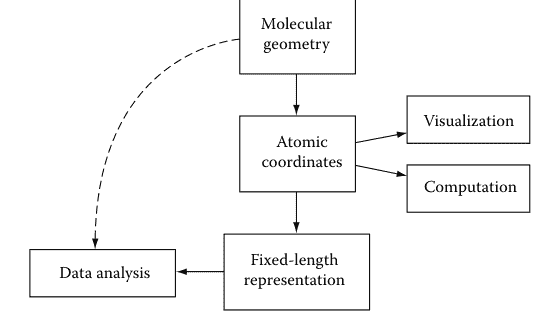 Molecular
geometry
Atomic
coordinates
Visualization
Computation
Fixed-length
representation
Data analysis